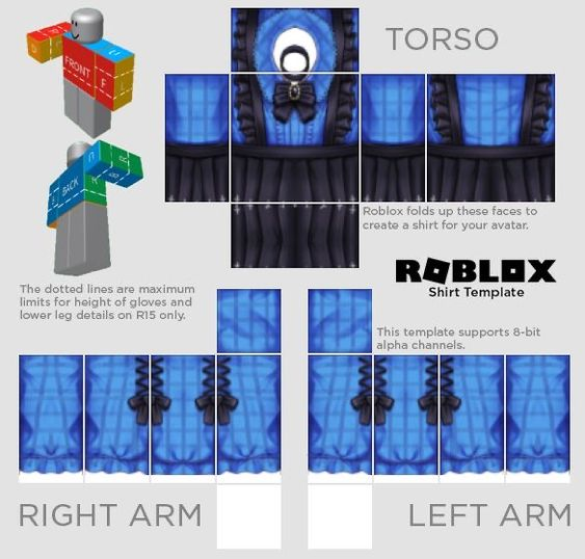 TORSO
FRONT
F
L
BACK
R
Roblox folds up these faces to
create a shirt for your avatar.
ROBLOX
Shirt Template
The dotted lines are maximum
limits for height of gloves and
lower leg details on R15 only.
This template supports 8-bit
alpha channels.
RIGHT ARM
LEFT ARM